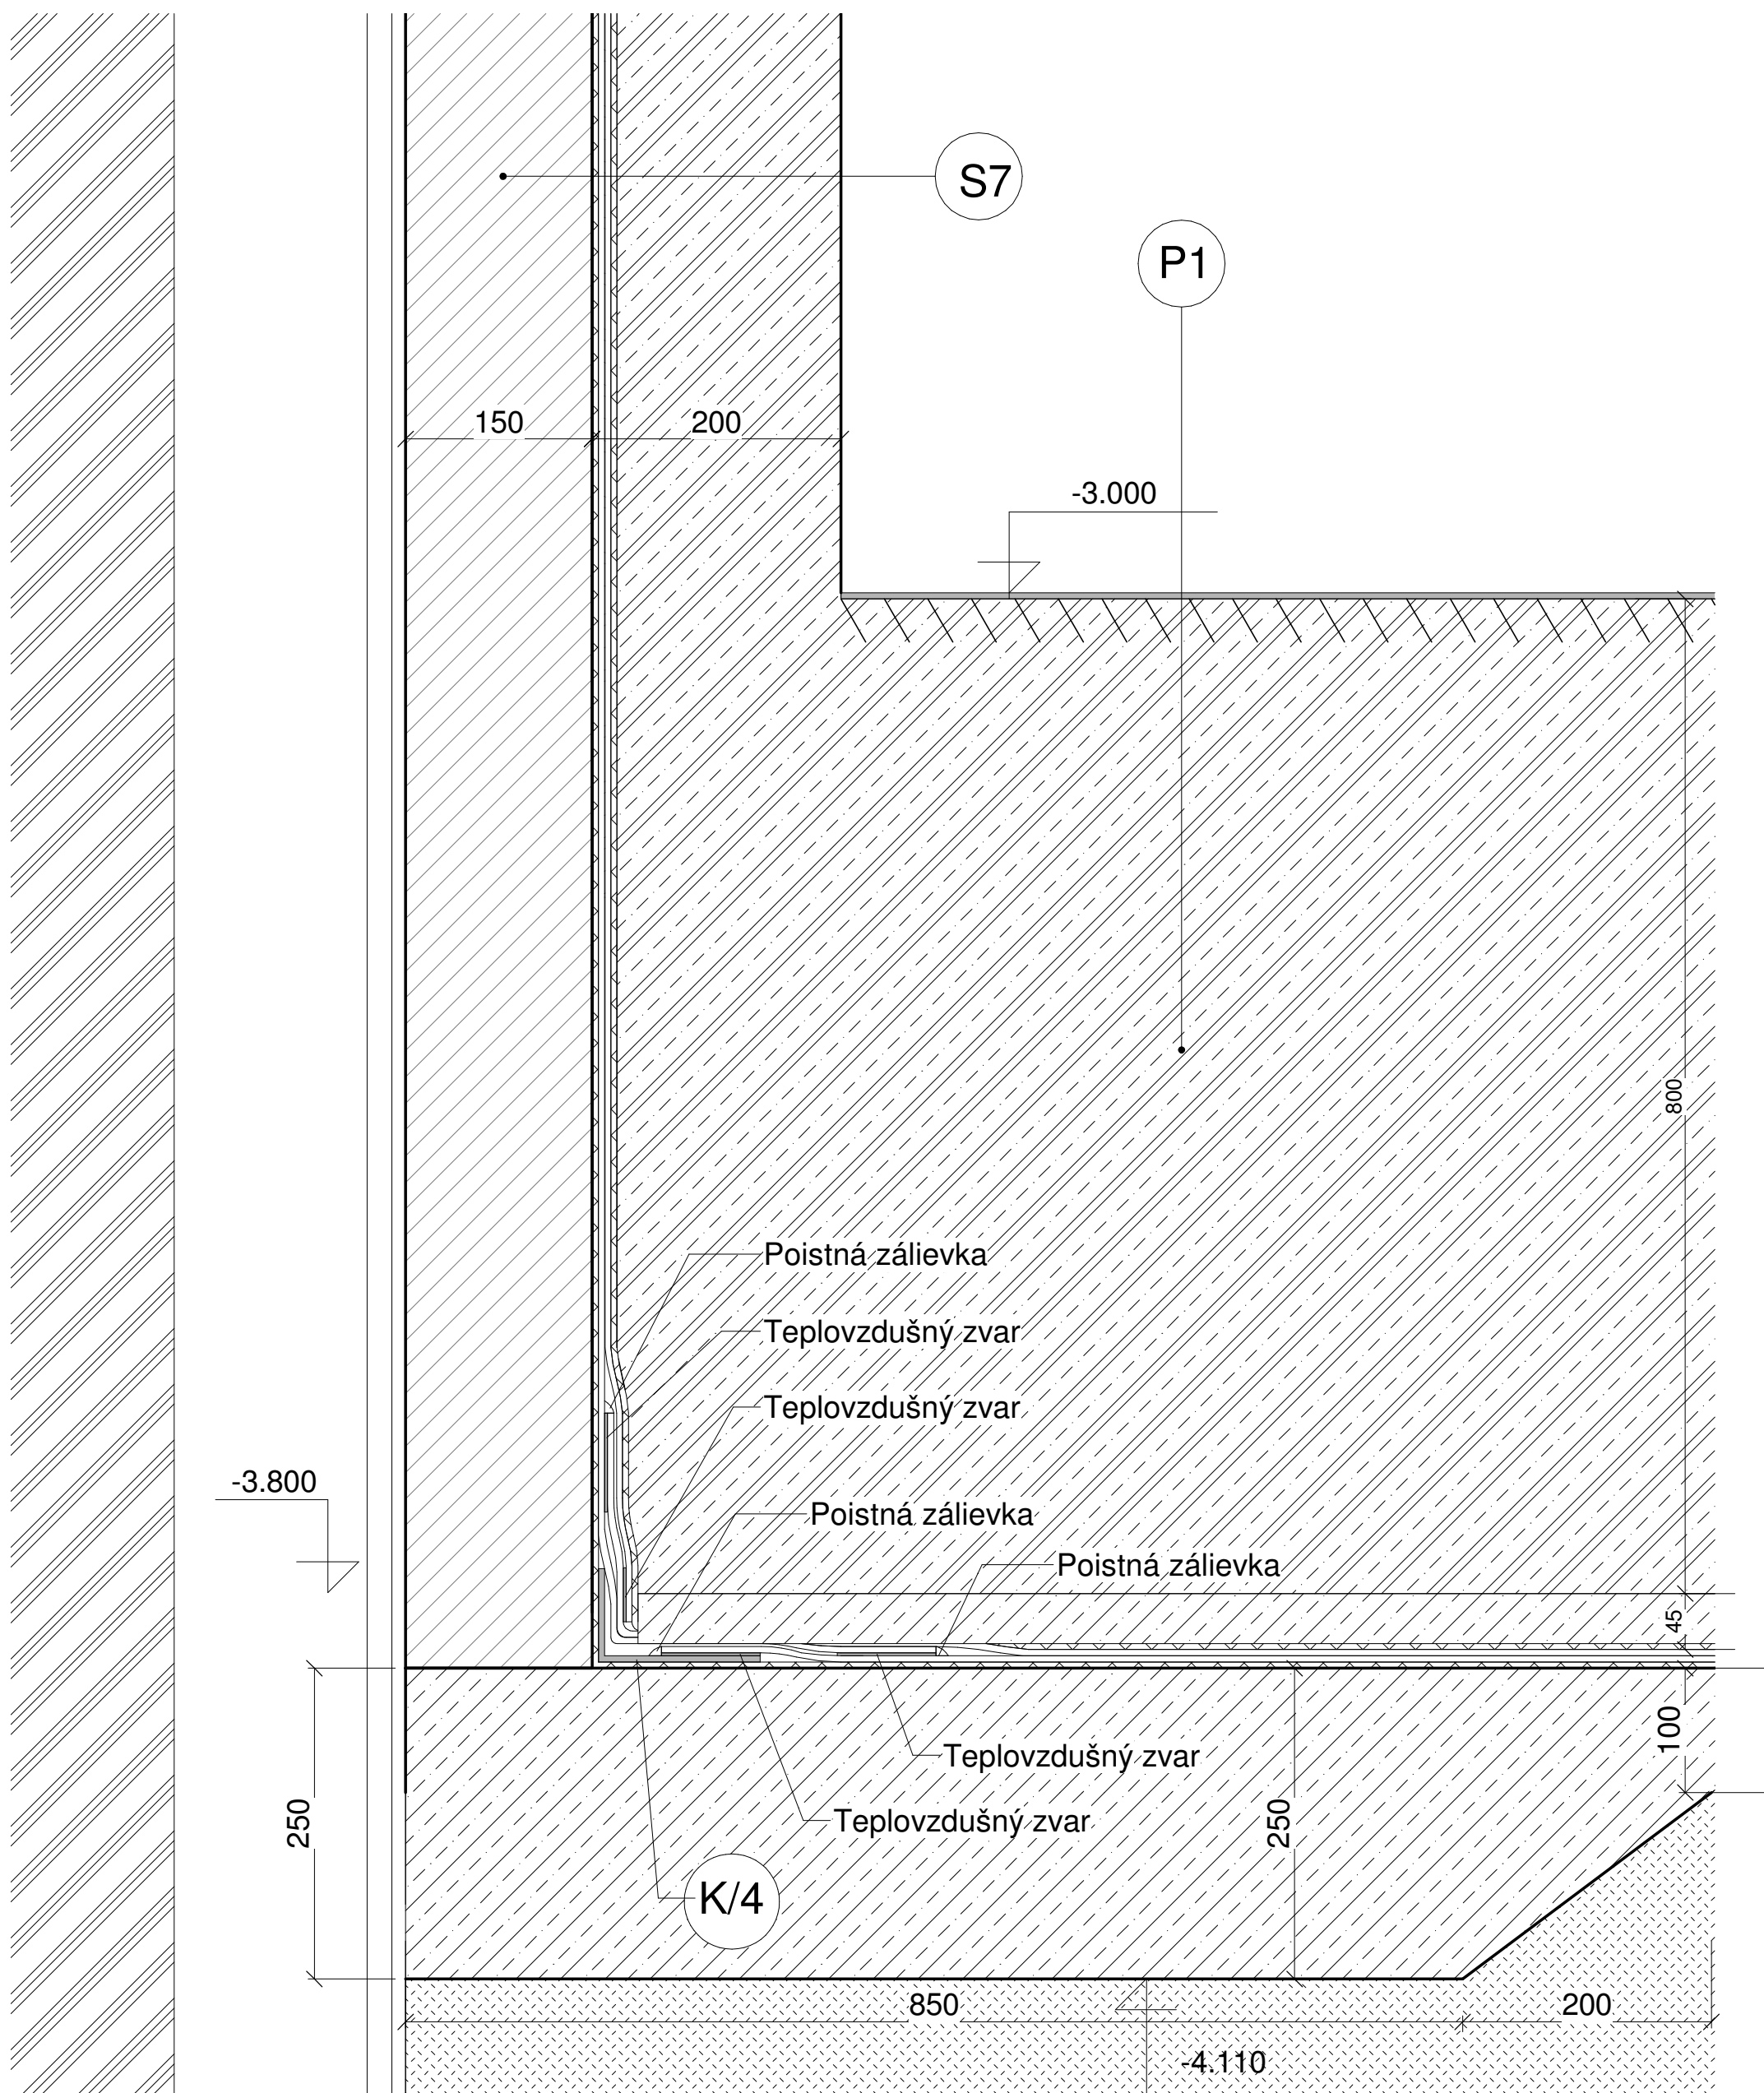 S7
P1
150
200
-3.000
800
Poistná zálievka
Teplovzdušný zvar
Teplovzdušný zvar
-3.800
Poistná zálievka
Poistná zálievka
45
100
Teplovzdušný zvar
250
250
Teplovzdušný zvar
K/4
850
200
-4.110